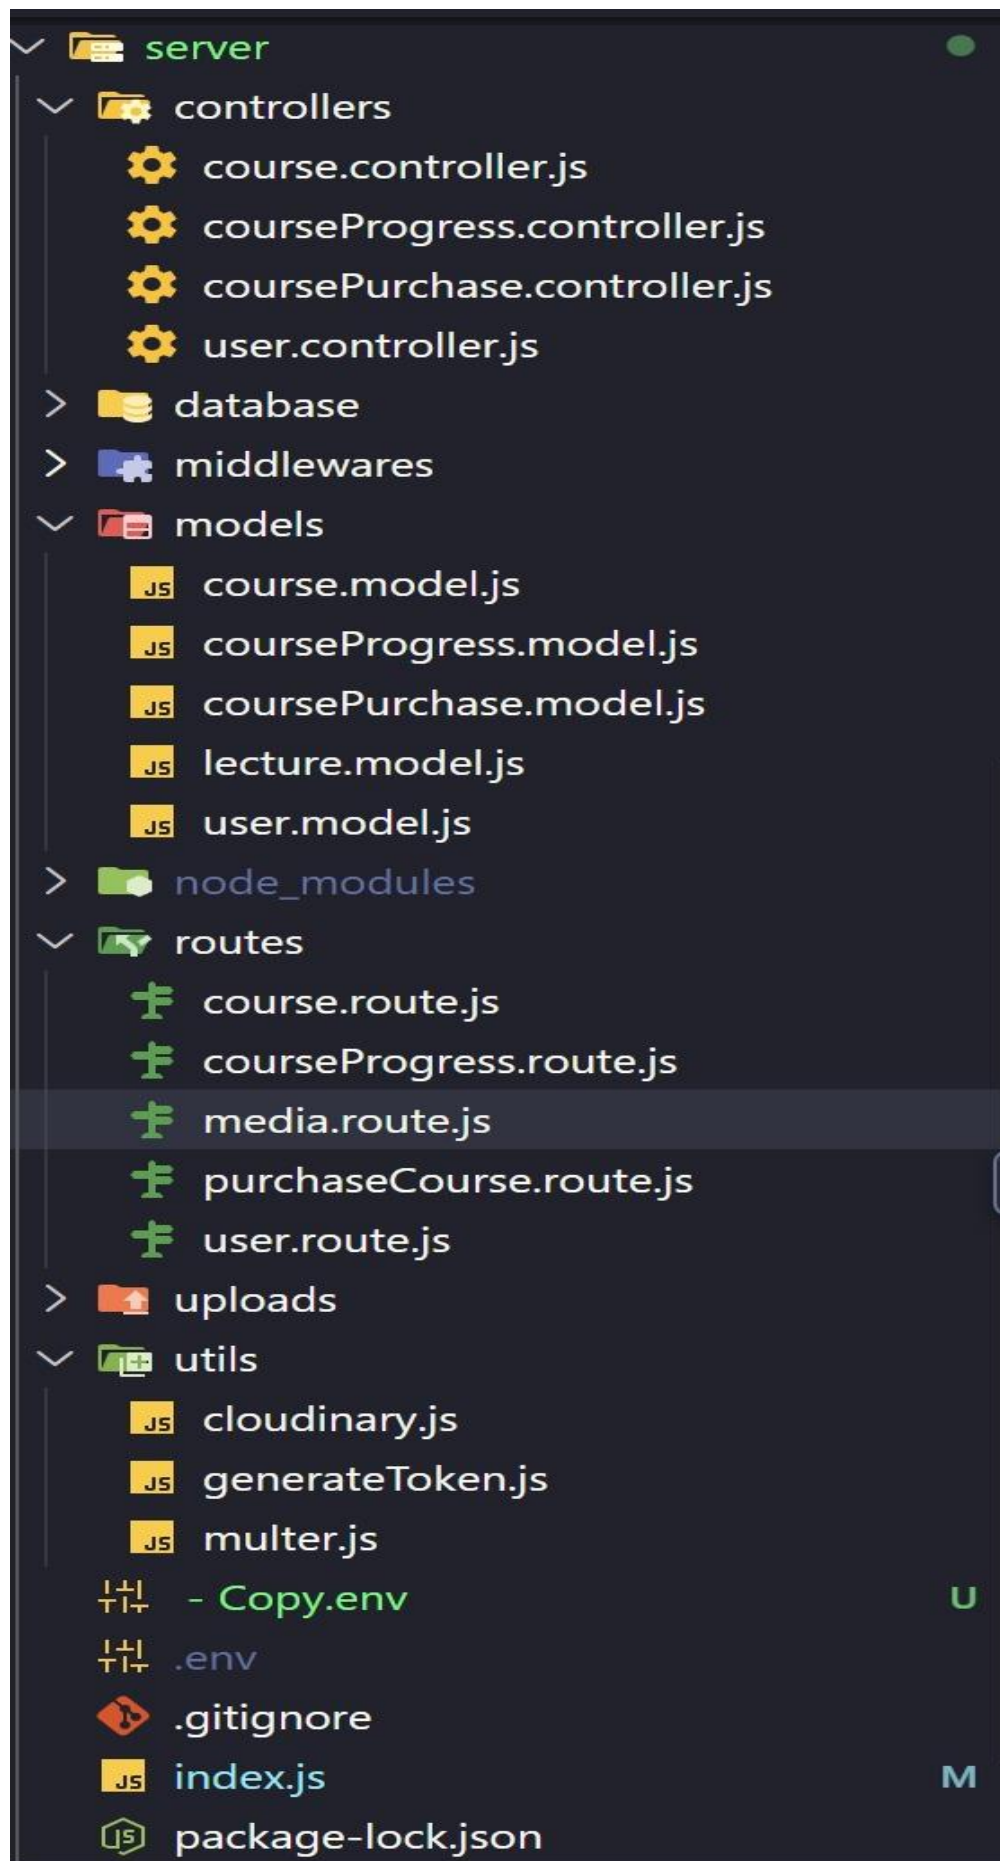 server
controllers
course.controller.js
courseProgress.controller.js
coursePurchase.controller.js
user.controller.js
database
middlewares
models
JS course.model.js
JS courseProgress.model.js
JS coursePurchase.model.js
JS lecture.model.js
JS user.model.js
node_modules
routes
course.route.js
courseProgress.route.js
media.route.js
purchaseCourse.route.js
user.route.js
uploads
utils
JS cloudinary.js
JS generateToken.js
JS multer.js
- Copy.env U
.env
.gitignore
JS index.js M
JS package-lock.json